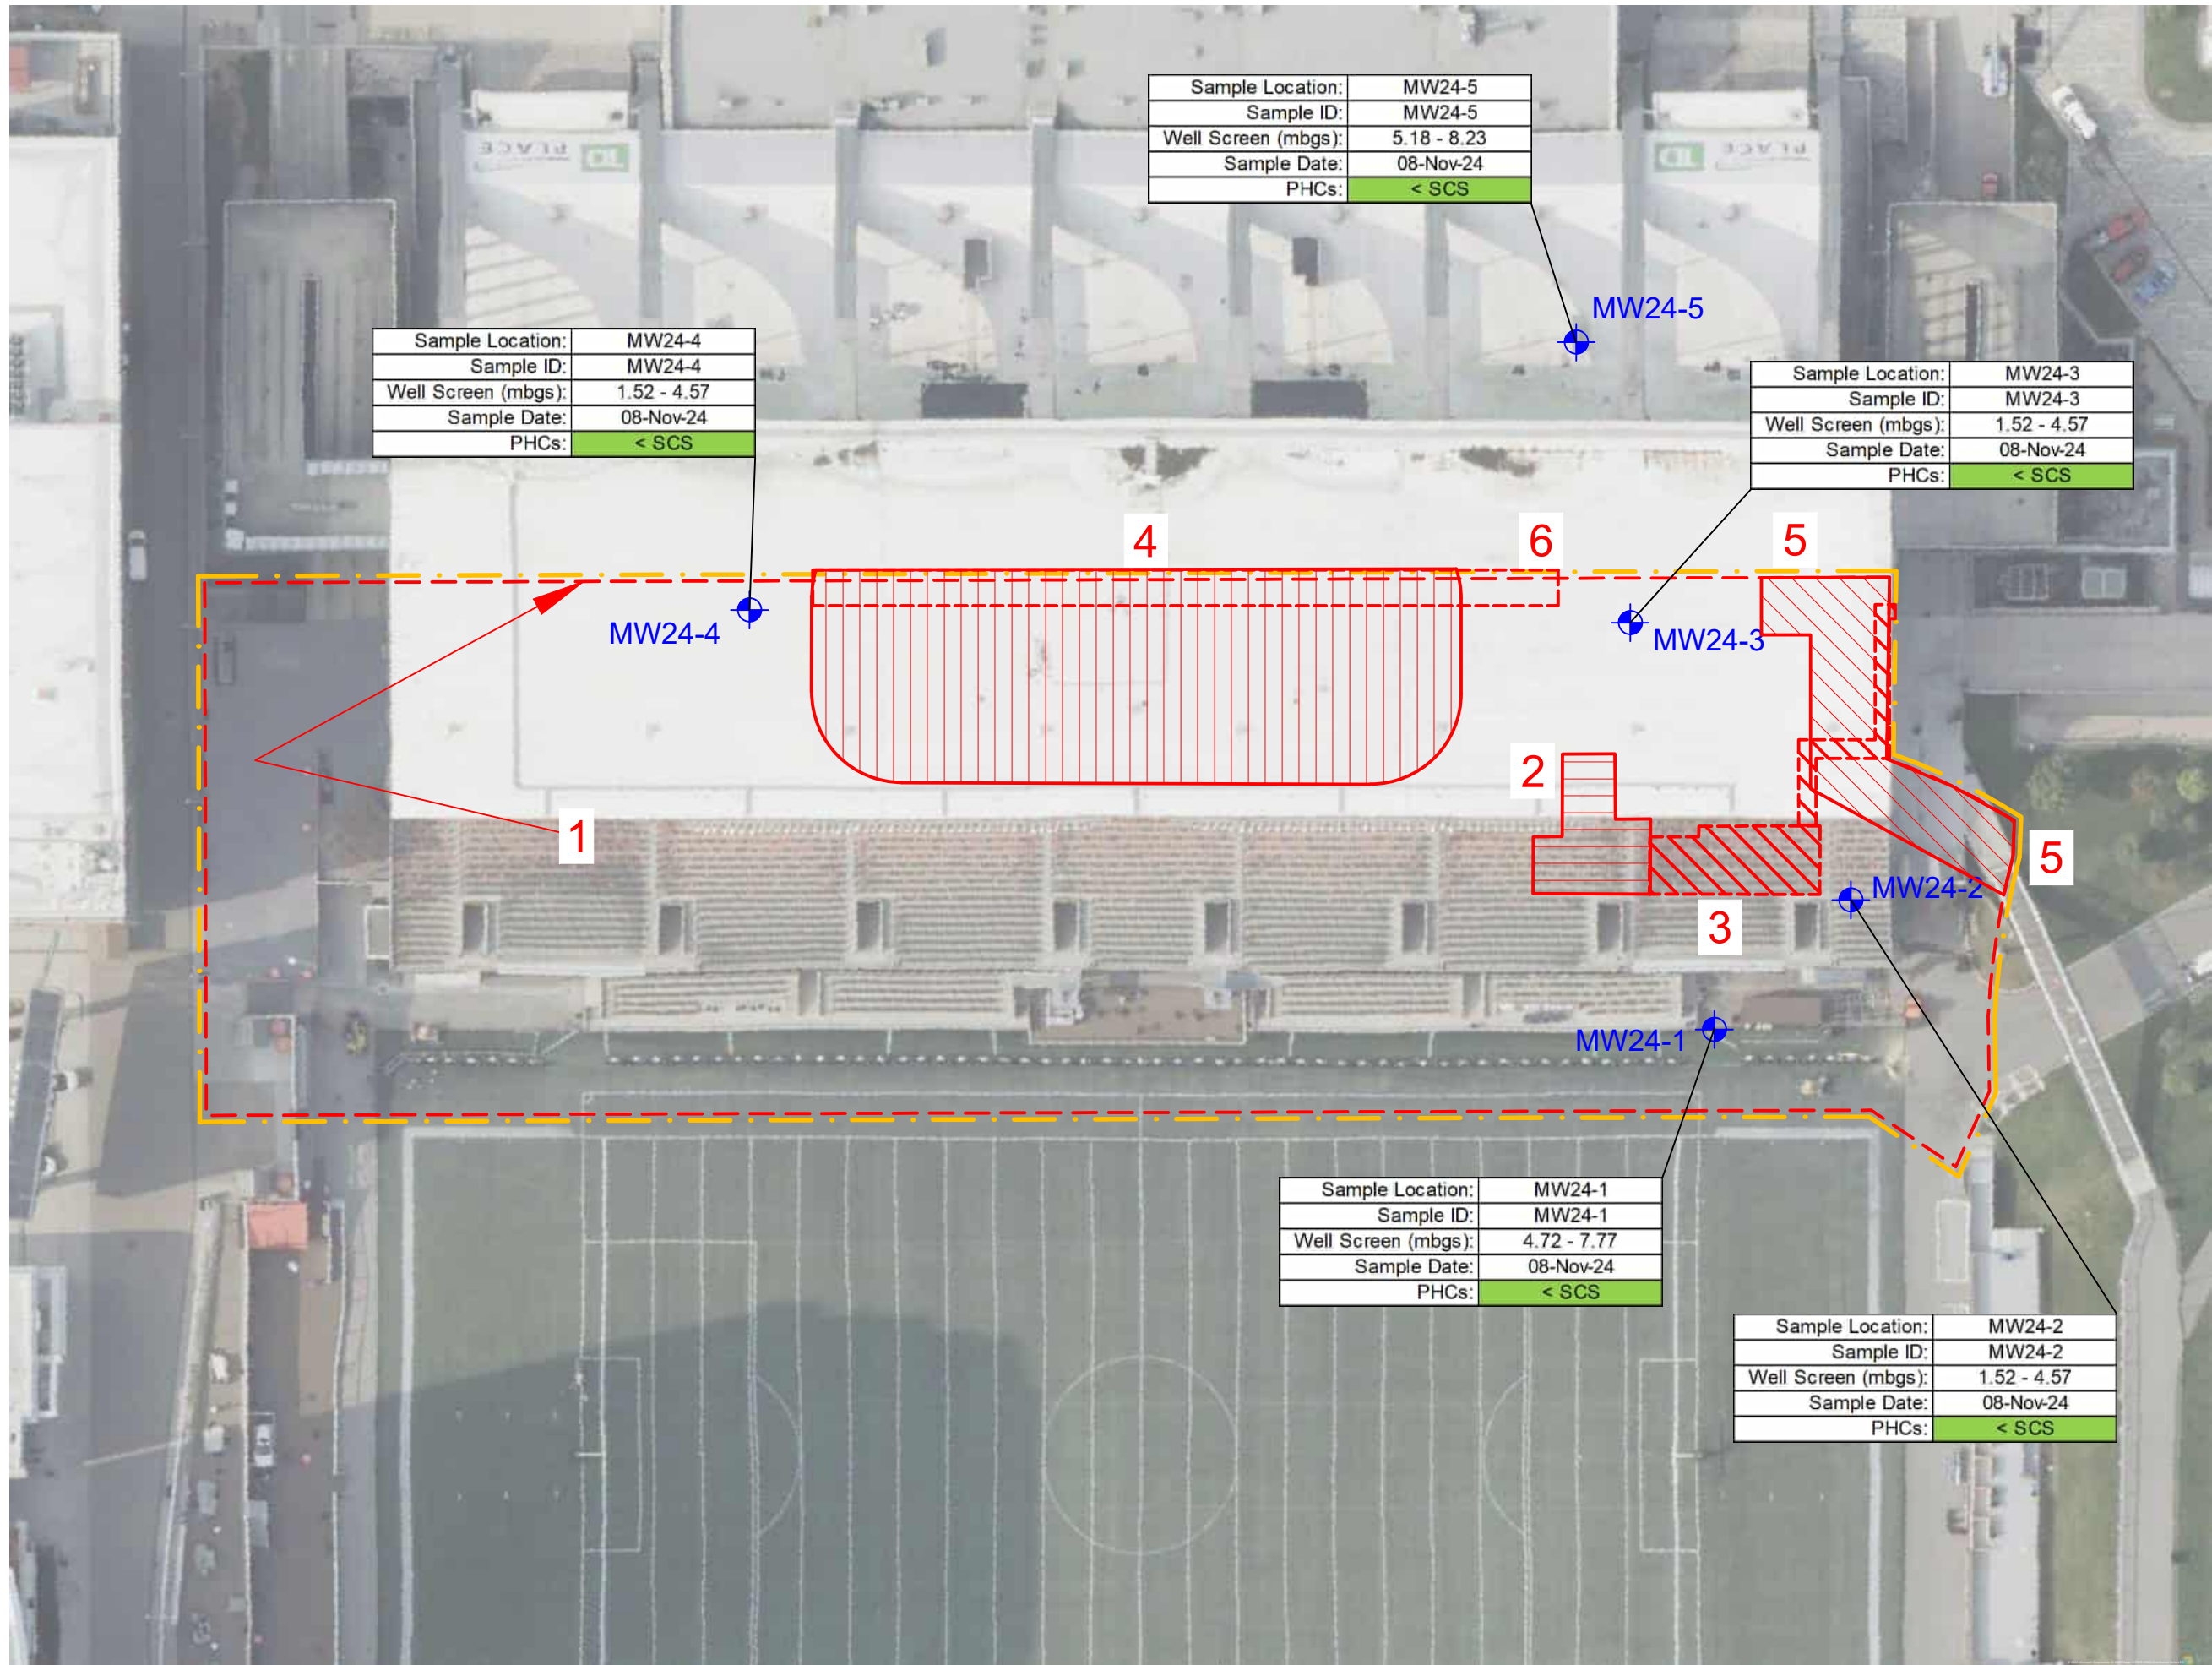 Sample Location: MW24-5
Sample ID: MW24-5
Well Screen (mbgs): 5.18 - 8.23
Sample Date: 08-Nov-24
PHCs: < SCS
PLACE TD
TD PLACE
MW24-5
Sample Location: MW24-4
Sample ID: MW24-4
Well Screen (mbgs): 1.52 - 4.57
Sample Date: 08-Nov-24
PHCs: < SCS
Sample Location: MW24-3
Sample ID: MW24-3
Well Screen (mbgs): 1.52 - 4.57
Sample Date: 08-Nov-24
PHCs: < SCS
4
6
5
MW24-4
MW24-3
2
1
5
MW24-2
3
MW24-1
Sample Location: MW24-1
Sample ID: MW24-1
Well Screen (mbgs): 4.72 - 7.77
Sample Date: 08-Nov-24
PHCs: < SCS
Sample Location: MW24-2
Sample ID: MW24-2
Well Screen (mbgs): 1.52 - 4.57
Sample Date: 08-Nov-24
PHCs: < SCS